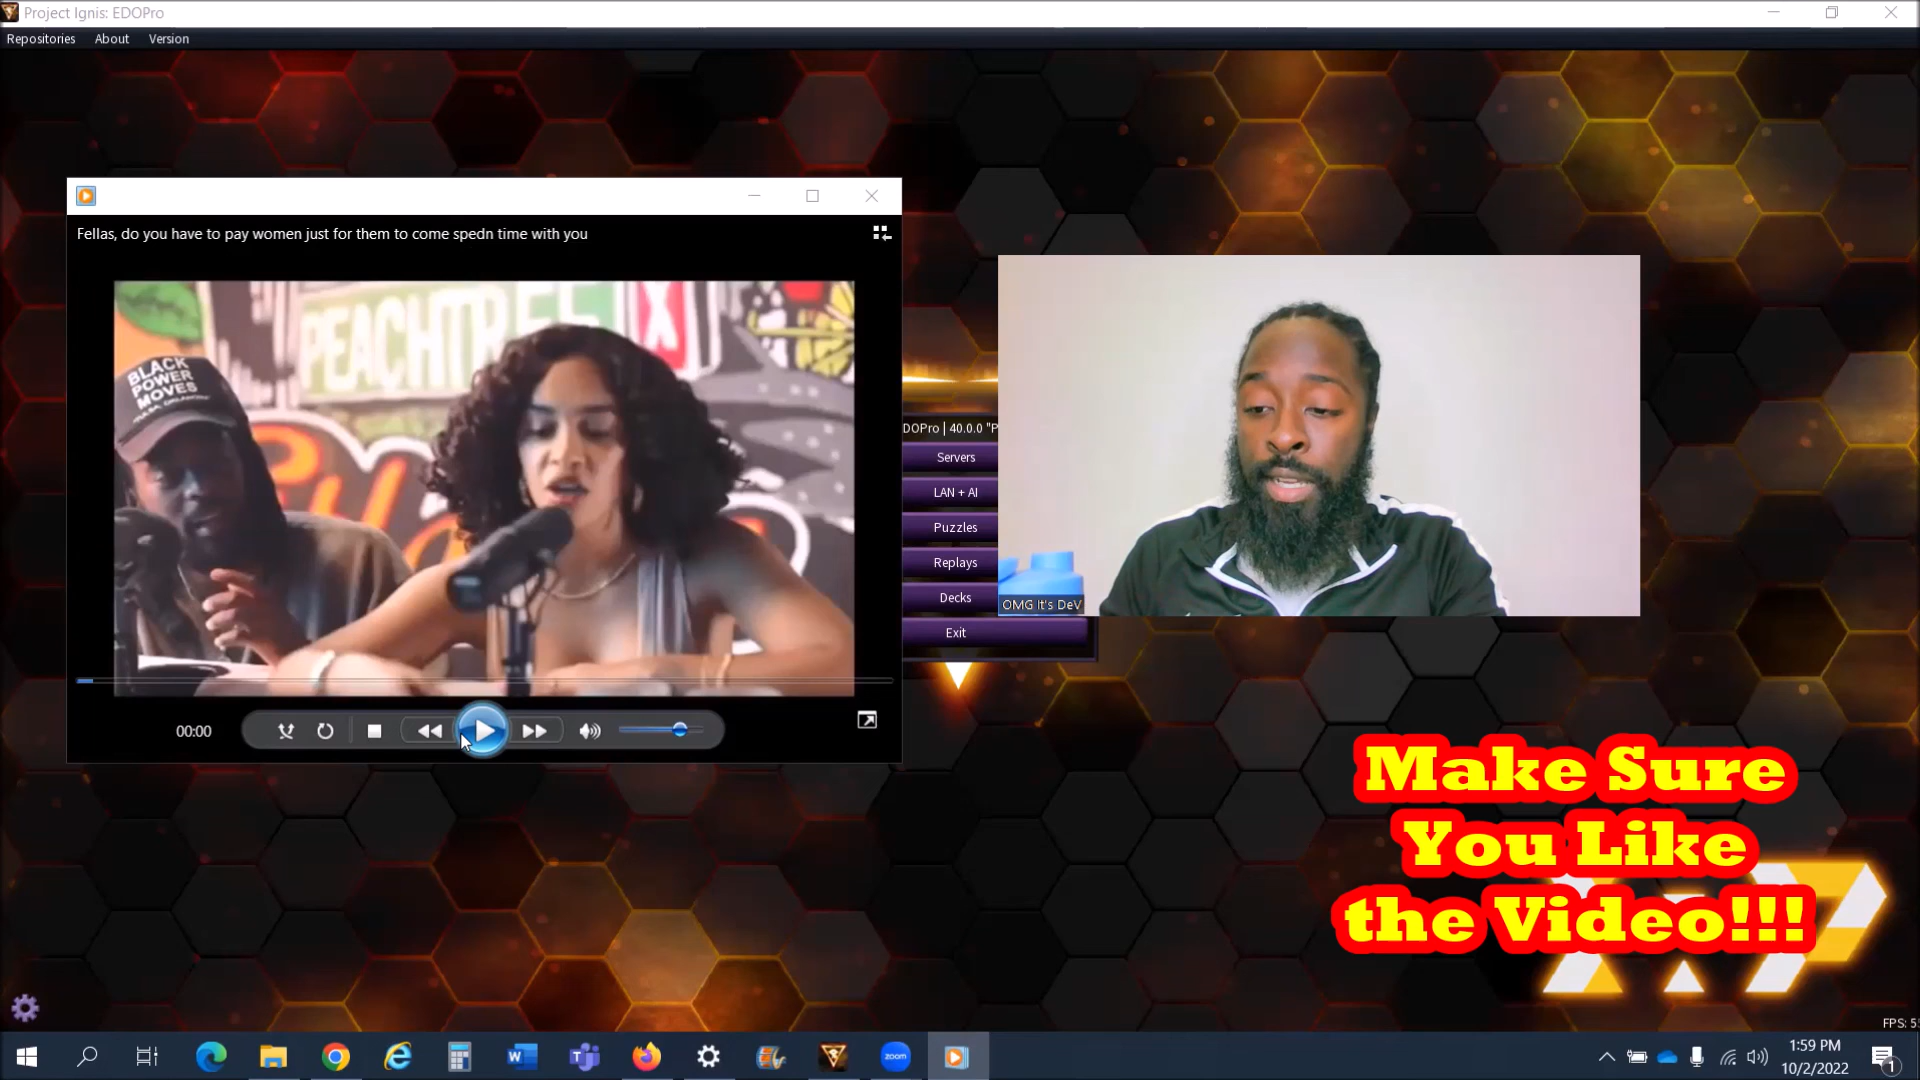 Project Ignis: EDOPro
Repositories About Version
Fellas, do you have to pay women just for them to come spedn time with you
PEACHTREE
X
BLACK
POWER
MOVES
DOPro | 40.0.0 "P
Servers
LAN + AI
Puzzles
Replays
Decks
Exit
OMG It's DeV
00:00
Make Sure
You Like
the Video!!!
FPS: 5
zoom
1:59 PM
10/2/2022
1